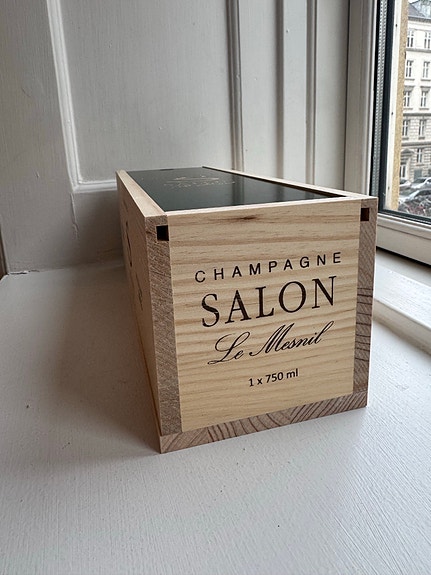 CHAMPAGNE
SALON
Le Mesnil
1 x 750 ml